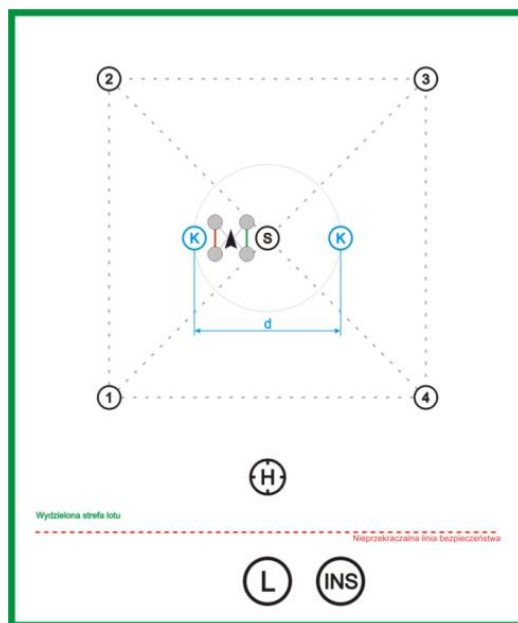 2 3
K S K
d
1 4
H
Wydzielona strefa lotu
Nieprzekraczalna linia bezpieczeństwa
L INS